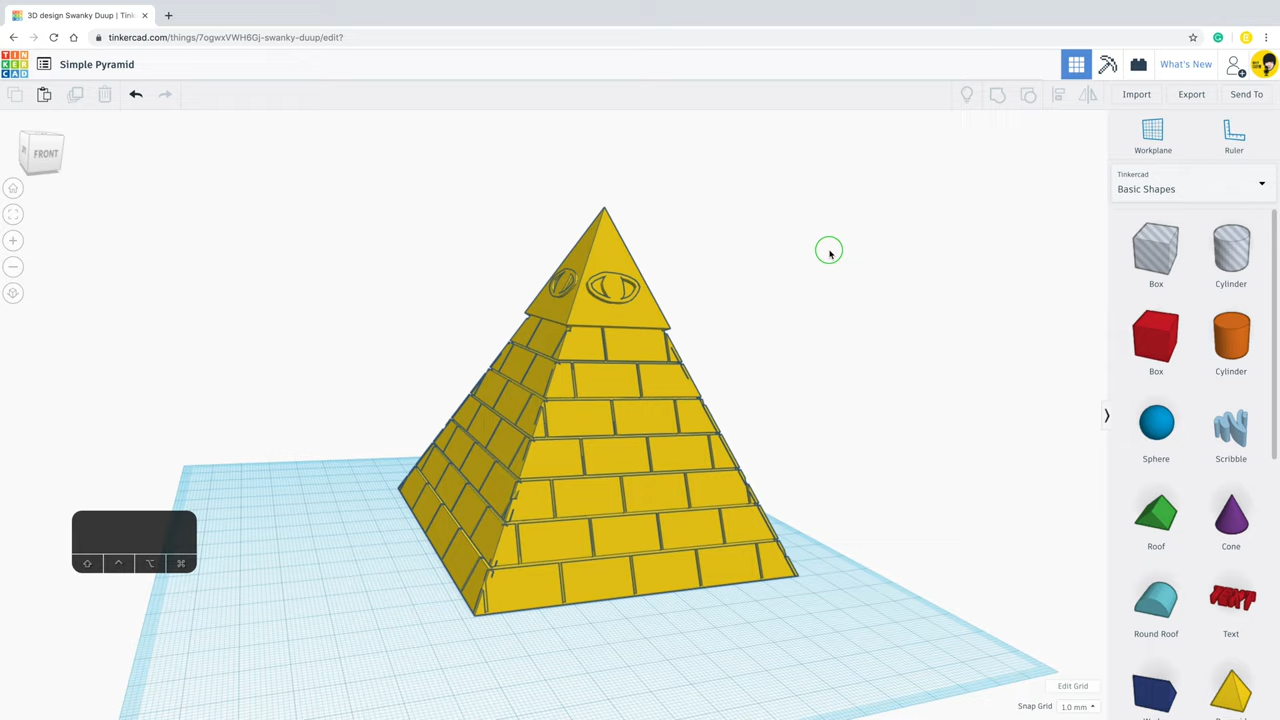 3D design Swanky Duup | Tink
tinkercad.com/things/7ogwxVWH6Gj-swanky-duup/edit?
TIN
KER
CAD
Simple Pyramid
What's New
Import
Export
Send To
FRONT
Workplane
Ruler
Tinkercad
Basic Shapes
Box
Cylinder
Box
Cylinder
Sphere
Scribble
Roof
Cone
TEXT
Round Roof
Text
Edit Grid
Snap Grid
1.0 mm